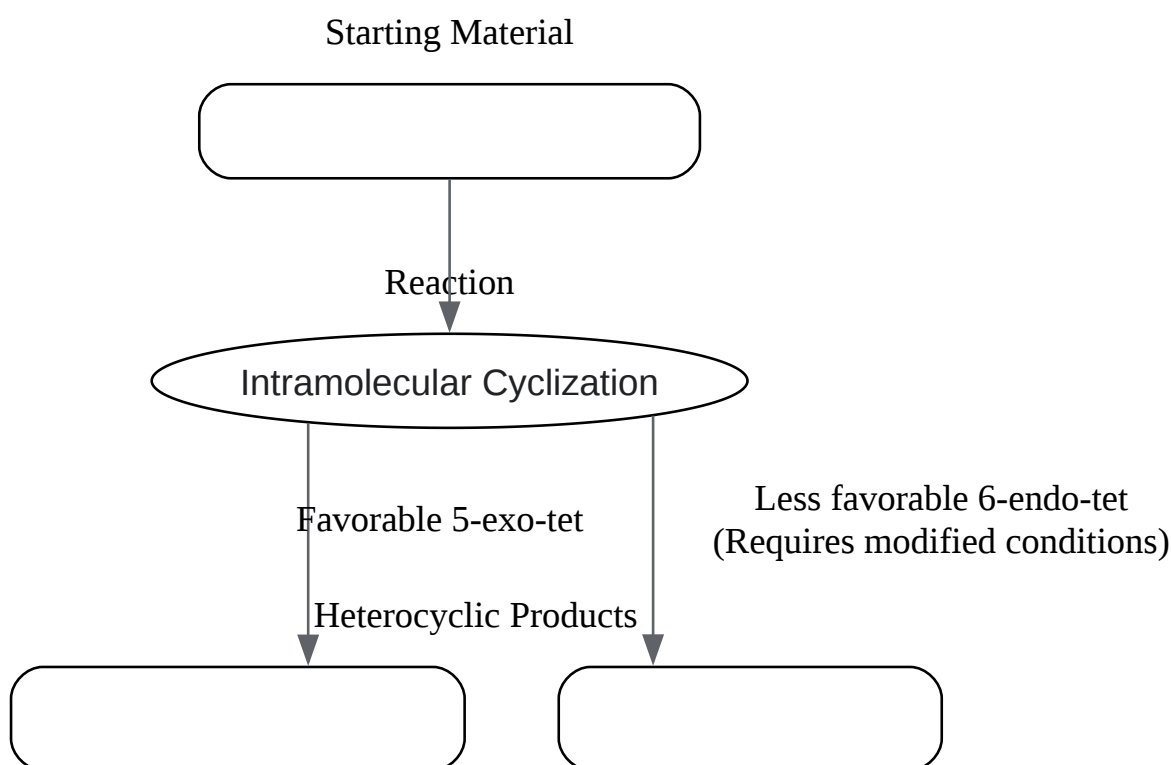 Starting Material
Reaction
Intramolecular Cyclization
Less favorable 6-endo-tet
(Requires modified conditions)
Favorable 5-exo-tet
Heterocyclic Products